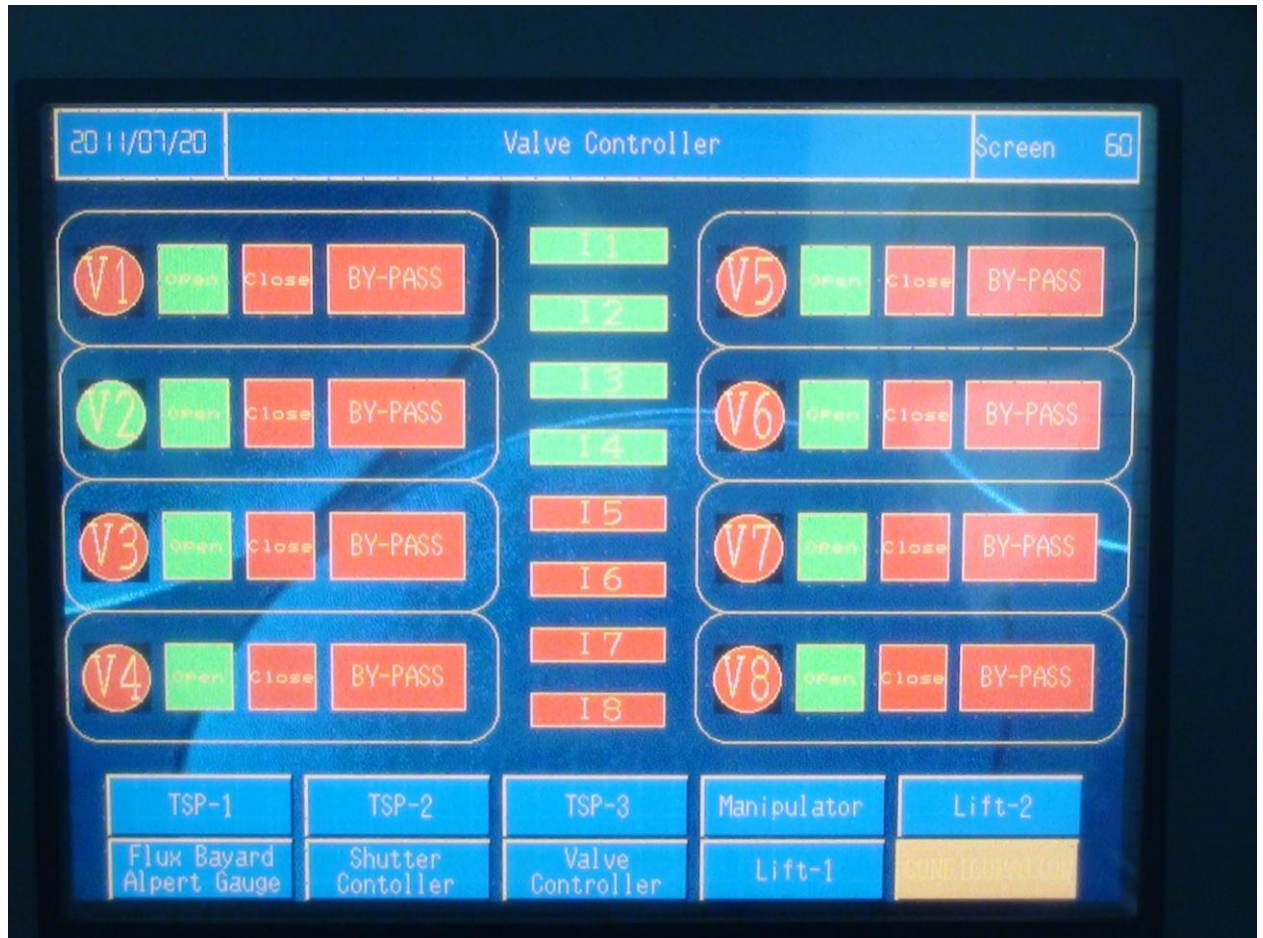 2011/07/20 Valve Controller Screen 60
V1 Open Close BY-PASS
I1
V5 Open Close BY-PASS
I2
V2 Open Close BY-PASS
I3
V6 Open Close BY-PASS
I4
V3 Open Close BY-PASS
I5
V7 Open Close BY-PASS
I6
V4 Open Close BY-PASS
I7
V8 Open Close BY-PASS
I8
TSP-1 TSP-2 TSP-3 Manipulator Lift-2
Flux Bayard
Alpert Gauge
Shutter
Contoller
Valve
Controller
Lift-1
CONFIGURATION